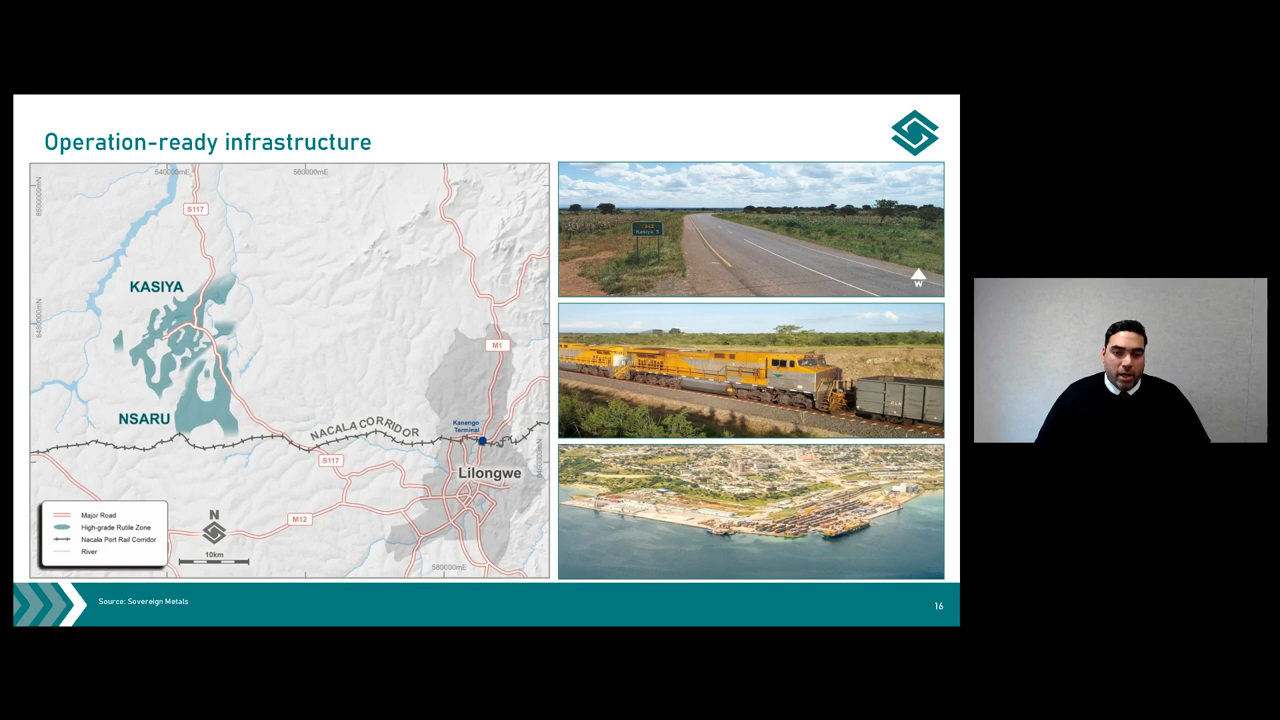 Operation-ready infrastructure
540000mE
560000mE
S117
KASIYA
M1
NSARU
NACALA CORRIDOR
Kanengo
Terminal
S117
Lilongwe
M12
N
10km
580000mE
Major Road
High-grade Rutile Zone
Nacala Port Rail Corridor
River
W
Source: Sovereign Metals
16